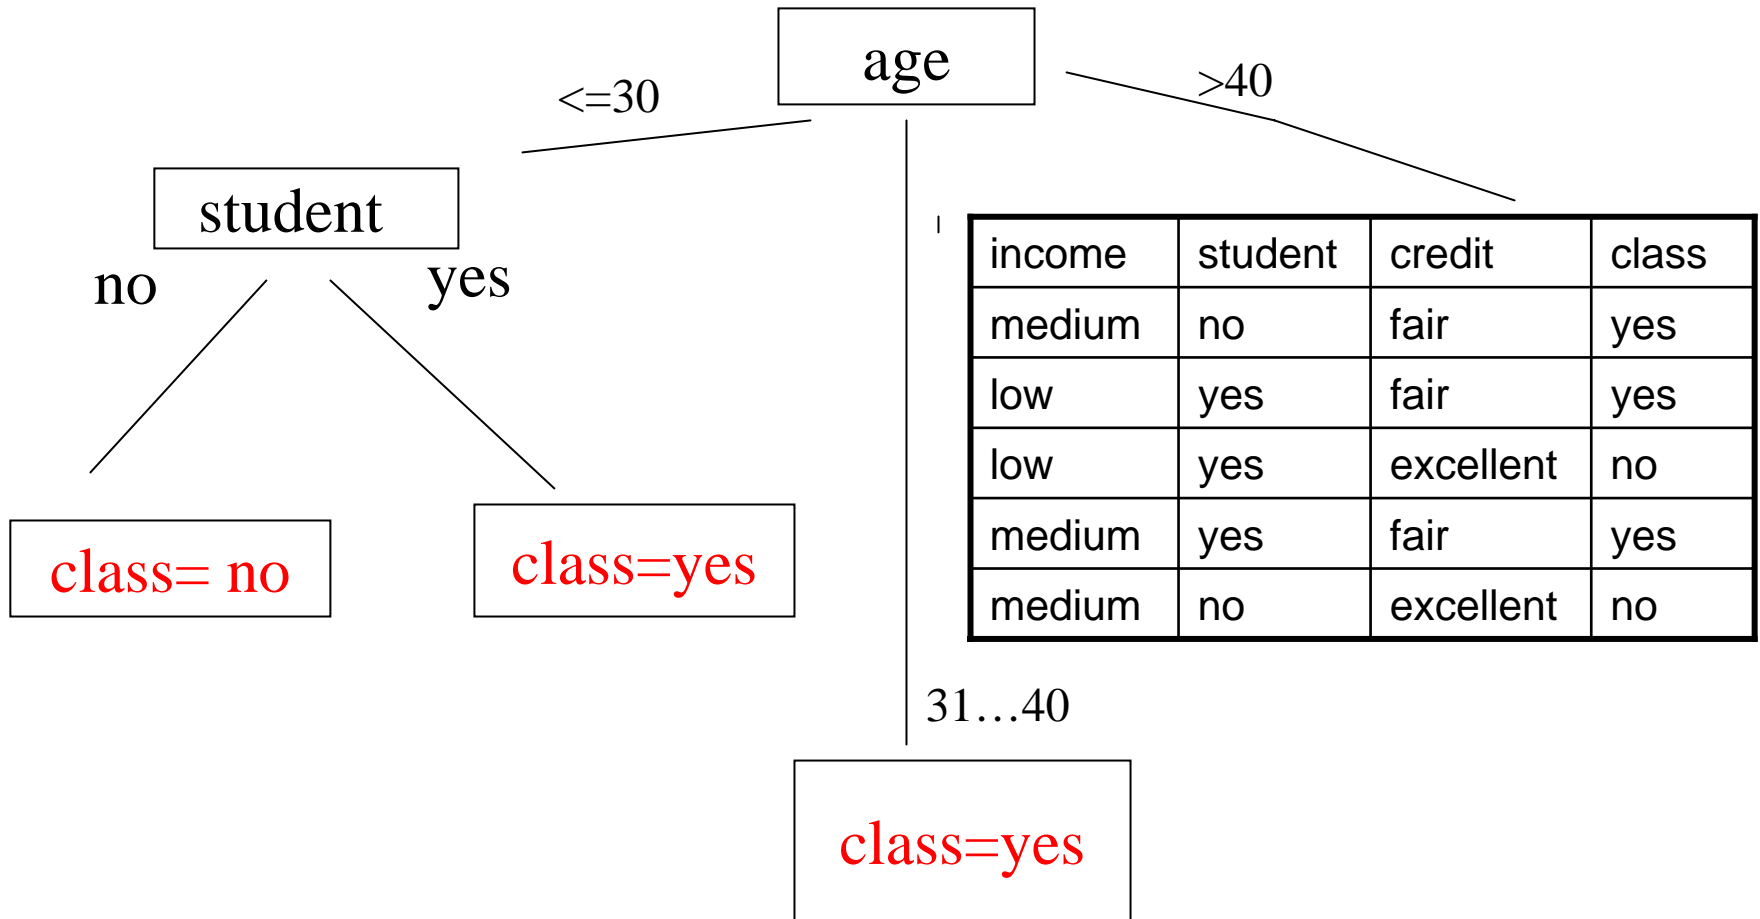 age
<=30
>40
student
no
yes
class= no
class=yes
income student credit class
medium no fair yes
low yes fair yes
low yes excellent no
medium yes fair yes
medium no excellent no
31…40
class=yes